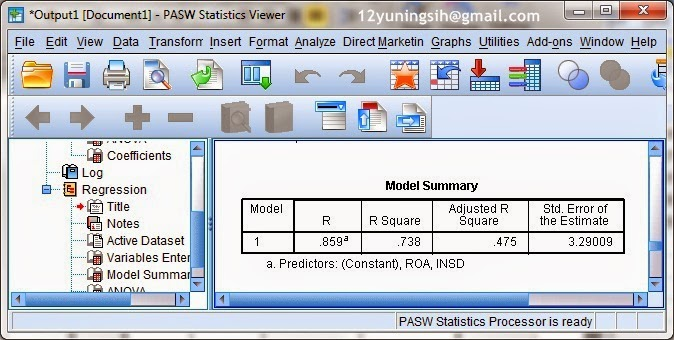 *Output1 [Document1] - PASW Statistics Viewer
12yuningsih@gmail.com
File Edit View Data Transform Insert Format Analyze Direct Marketin Graphs Utilities Add-ons Window Help
ANOVA
Coefficients
Log
Regression
Title
Notes
Active Dataset
Variables Enter
Model Summar
ANOVA
Model Summary
Model R R Square Adjusted R Square Std. Error of the Estimate
1 .859a .738 .475 3.29009
a. Predictors: (Constant), ROA, INSD
PASW Statistics Processor is ready